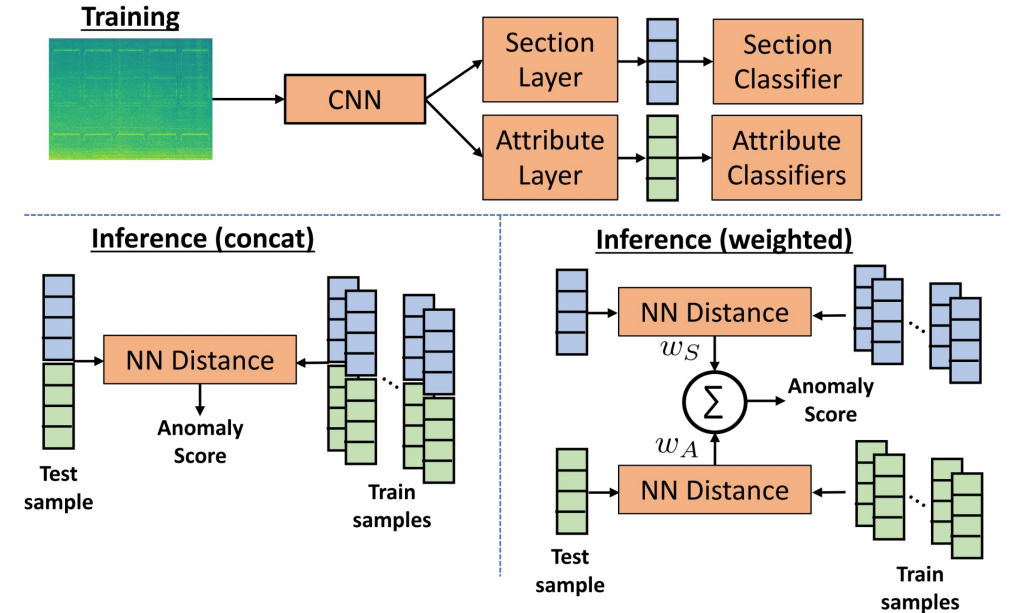 Training
CNN
Section
Layer
Section
Classifier
Attribute
Layer
Attribute
Classifiers
Inference (concat)
NN Distance
Anomaly
Score
Test
sample
Train
samples
Inference (weighted)
NN Distance
w_S
Σ
Anomaly
Score
w_A
NN Distance
Test
sample
Train
samples